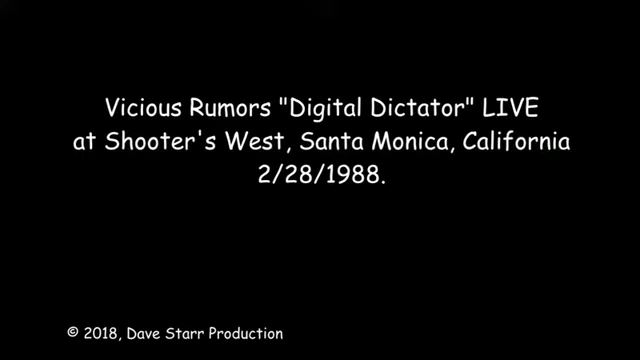 Vicious Rumors "Digital Dictator" LIVE
at Shooter's West, Santa Monica, California
2/28/1988.
© 2018, Dave Starr Production